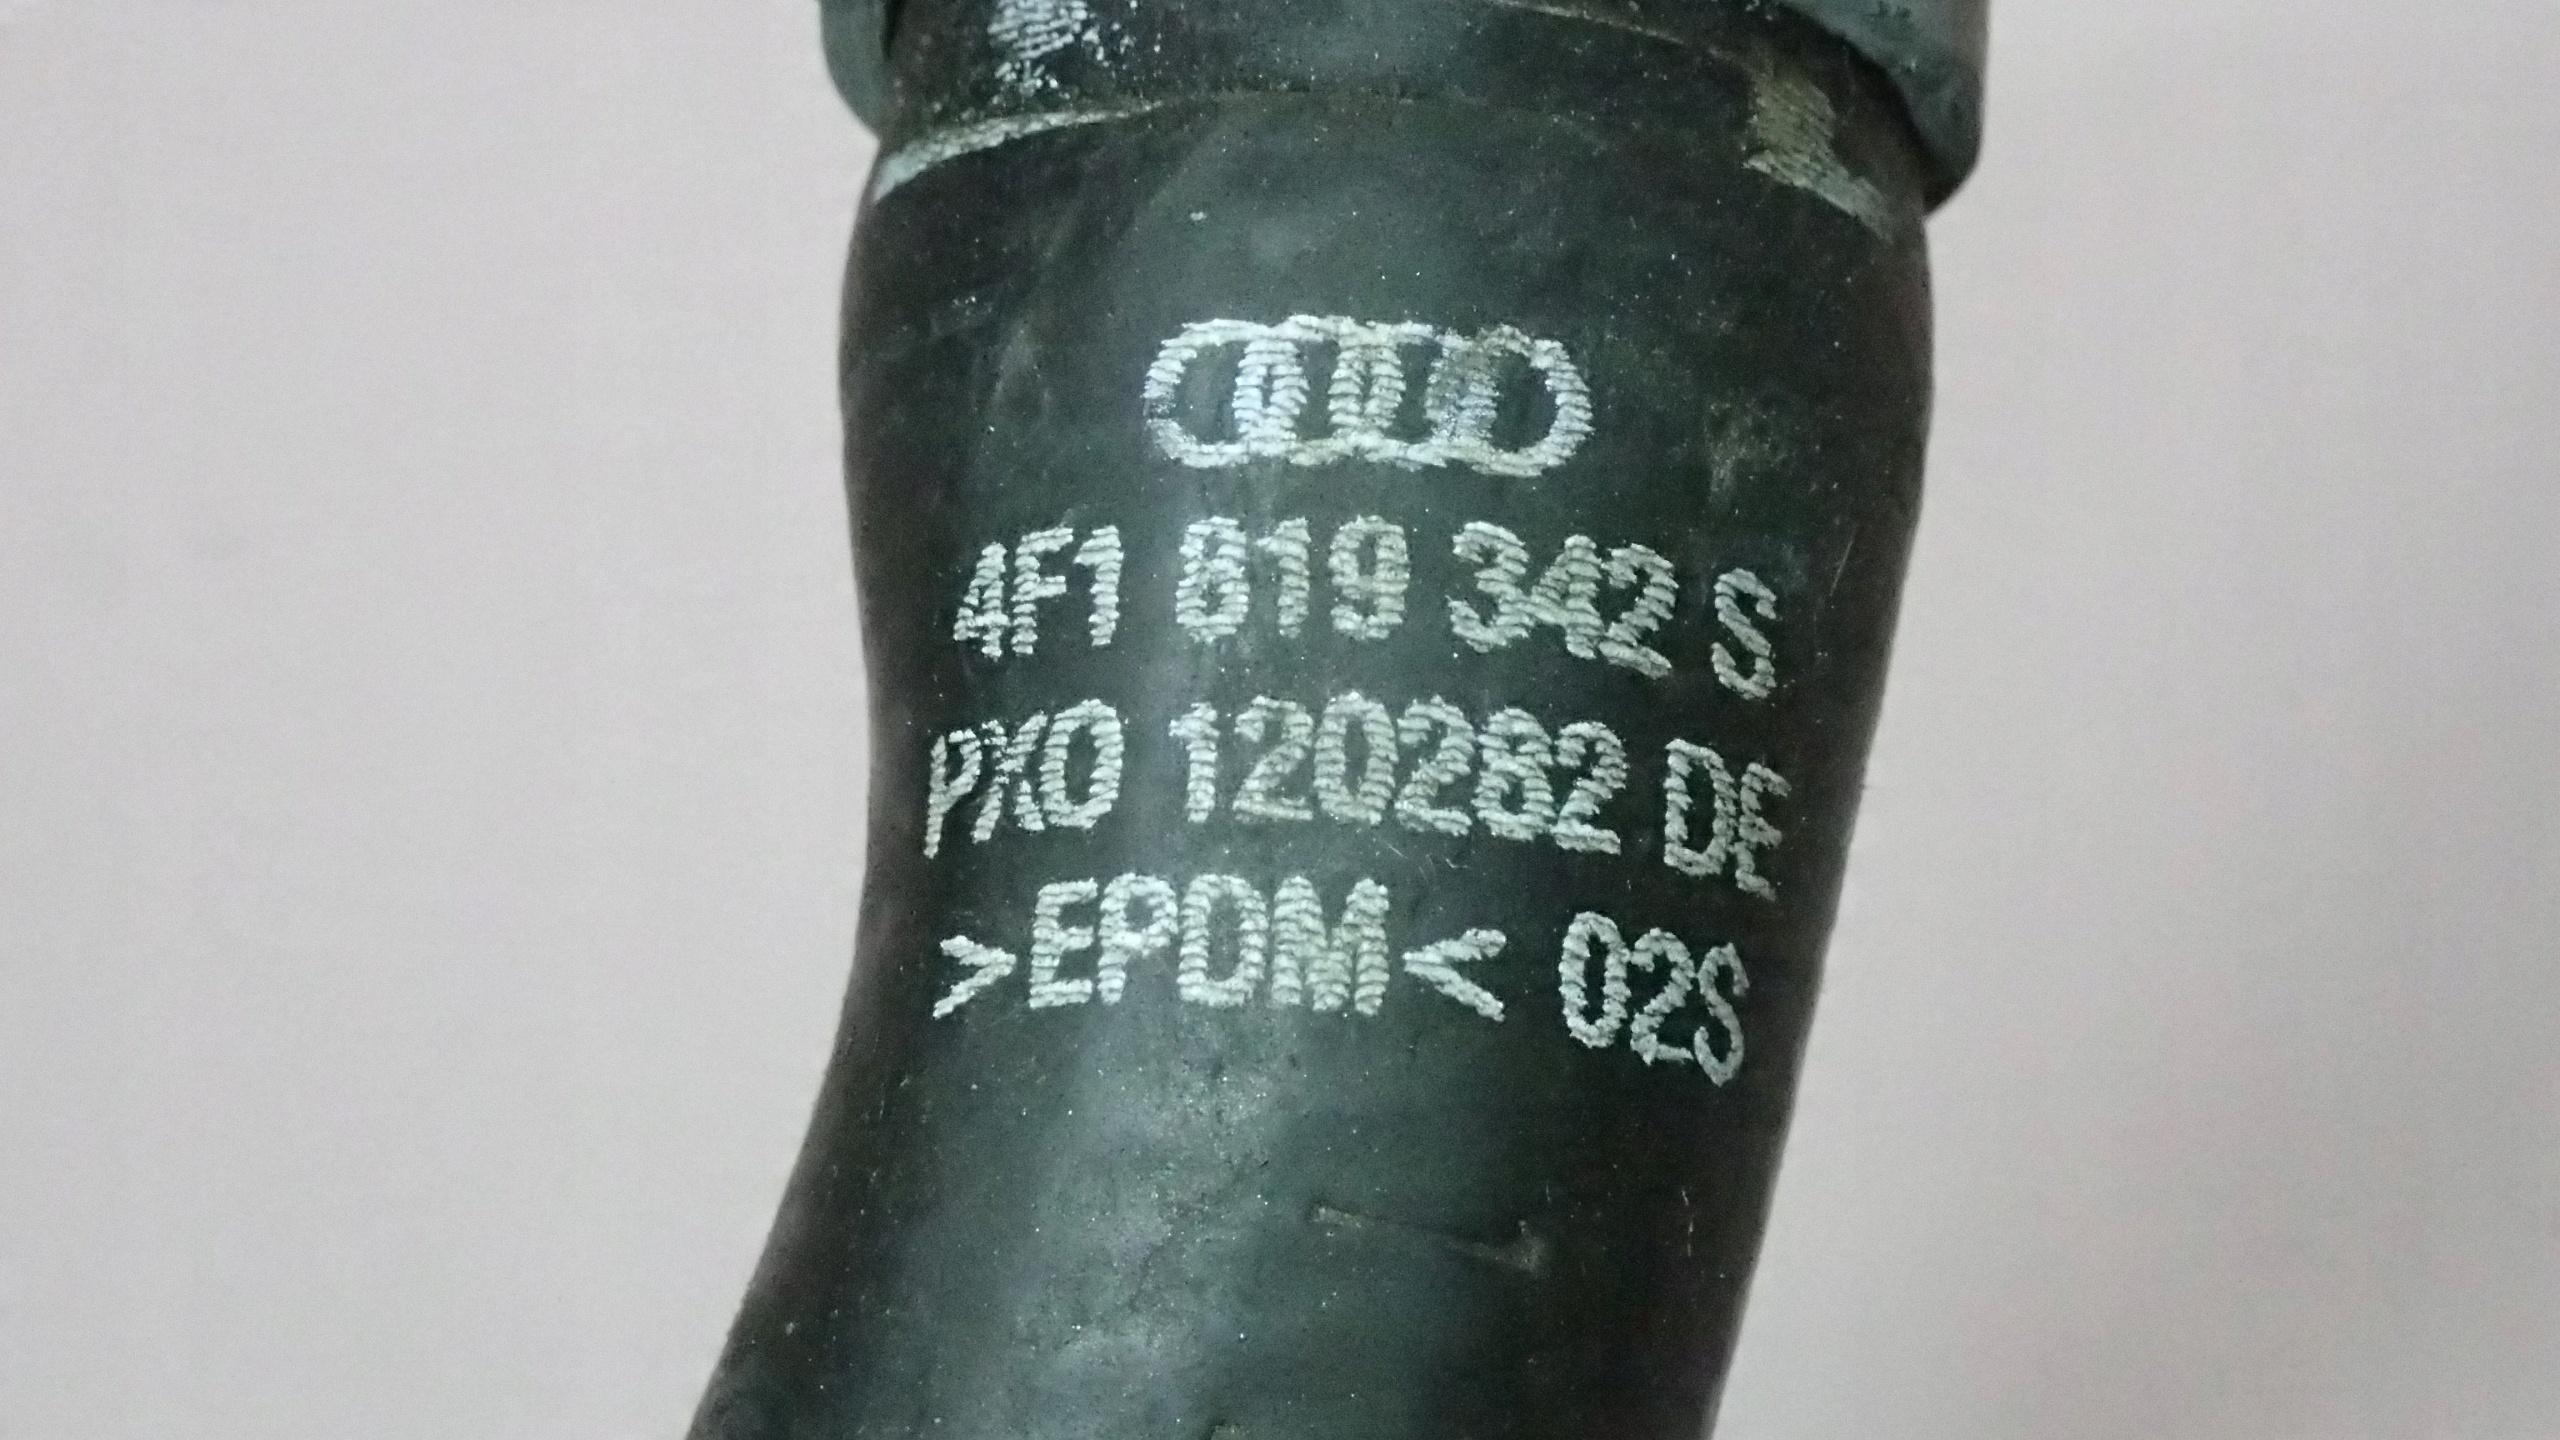 4F1 819 342 S
PXO 120282 DE
>EPDM< 02S